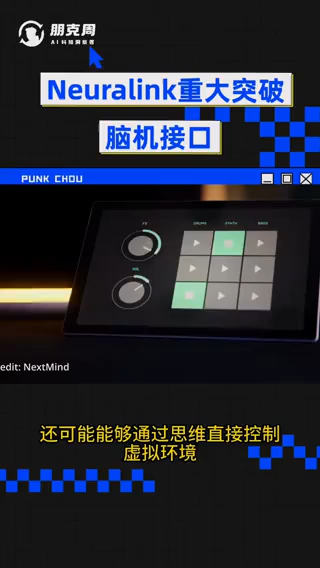 朋克周
AI科技洞察者
Neuralink重大突破
脑机接口
PUNK CHOU
FX
DRUMS SYNTH BASS
edit: NextMind
还可能能够通过思维直接控制
虚拟环境